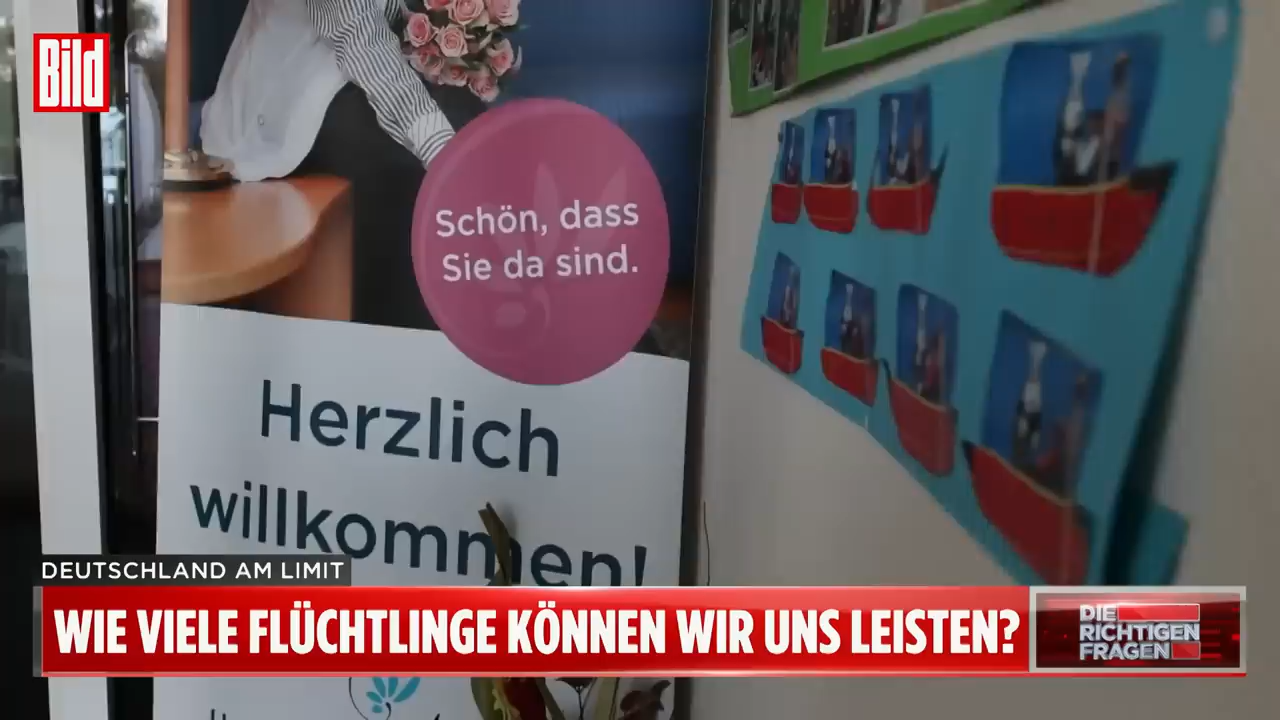 Bild
Schön, dass
Sie da sind.
Herzlich
willkommen!
DEUTSCHLAND AM LIMIT
WIE VIELE FLÜCHTLINGE KÖNNEN WIR UNS LEISTEN?
DIE
RICHTIGEN
FRAGEN